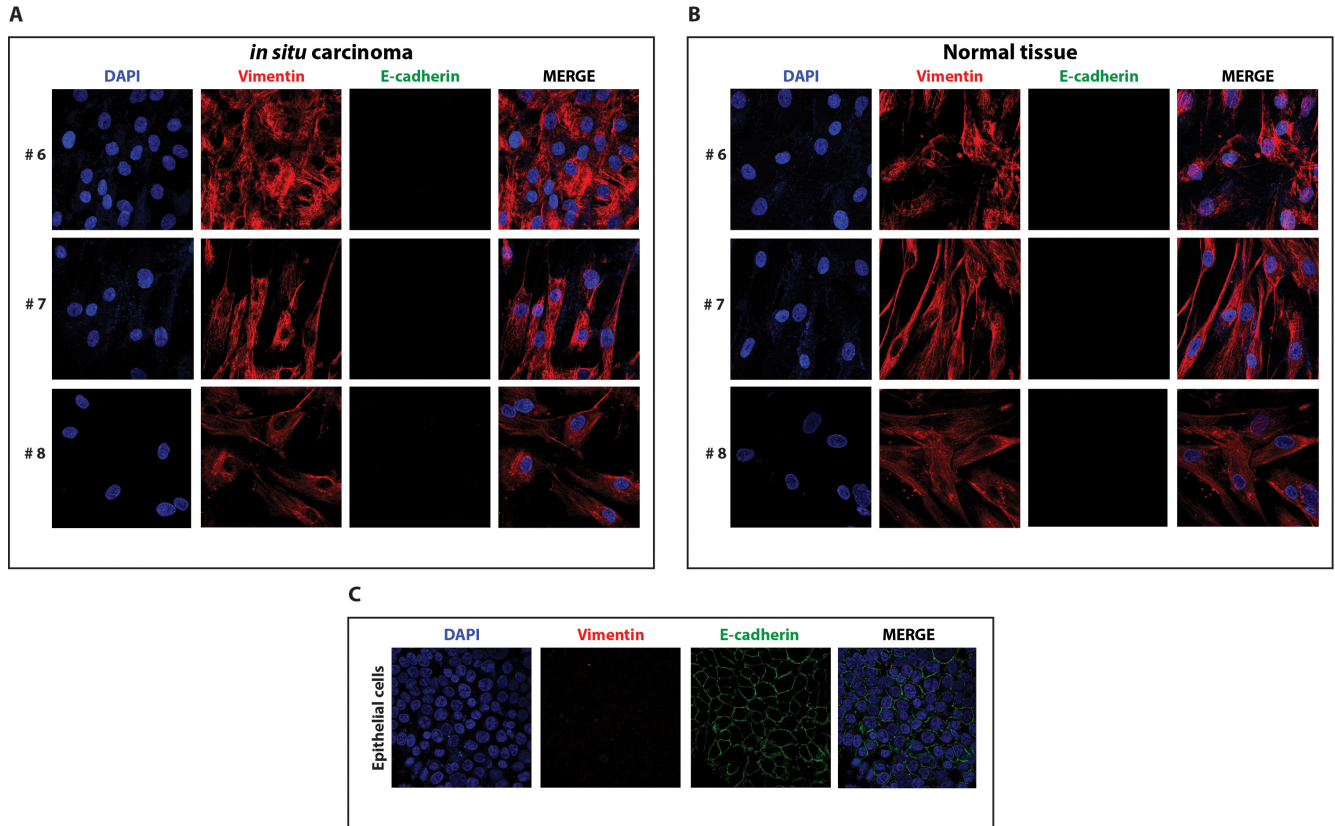 A
in situ carcinoma
DAPI Vimentin E-cadherin MERGE
# 6
# 7
# 8
B
Normal tissue
DAPI Vimentin E-cadherin MERGE
# 6
# 7
# 8
C
DAPI Vimentin E-cadherin MERGE
Epithelial cells